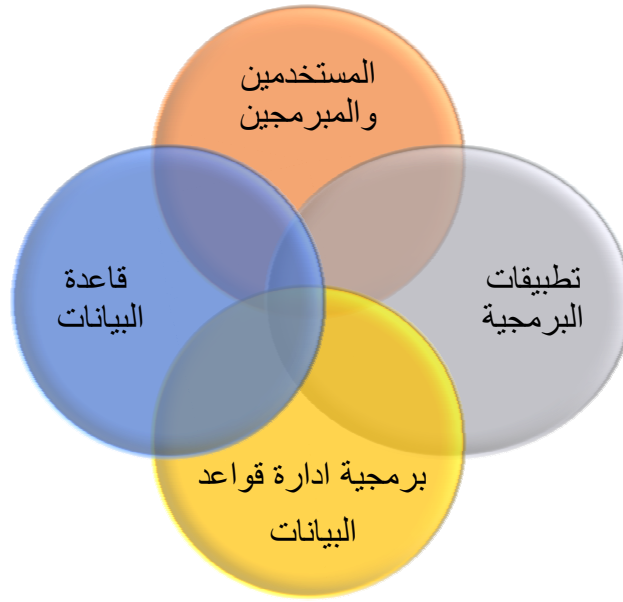 المستخدمين
والمبرمجين
تطبيقات
البرمجية
قاعدة
البيانات
برمجية ادارة قواعد
البيانات